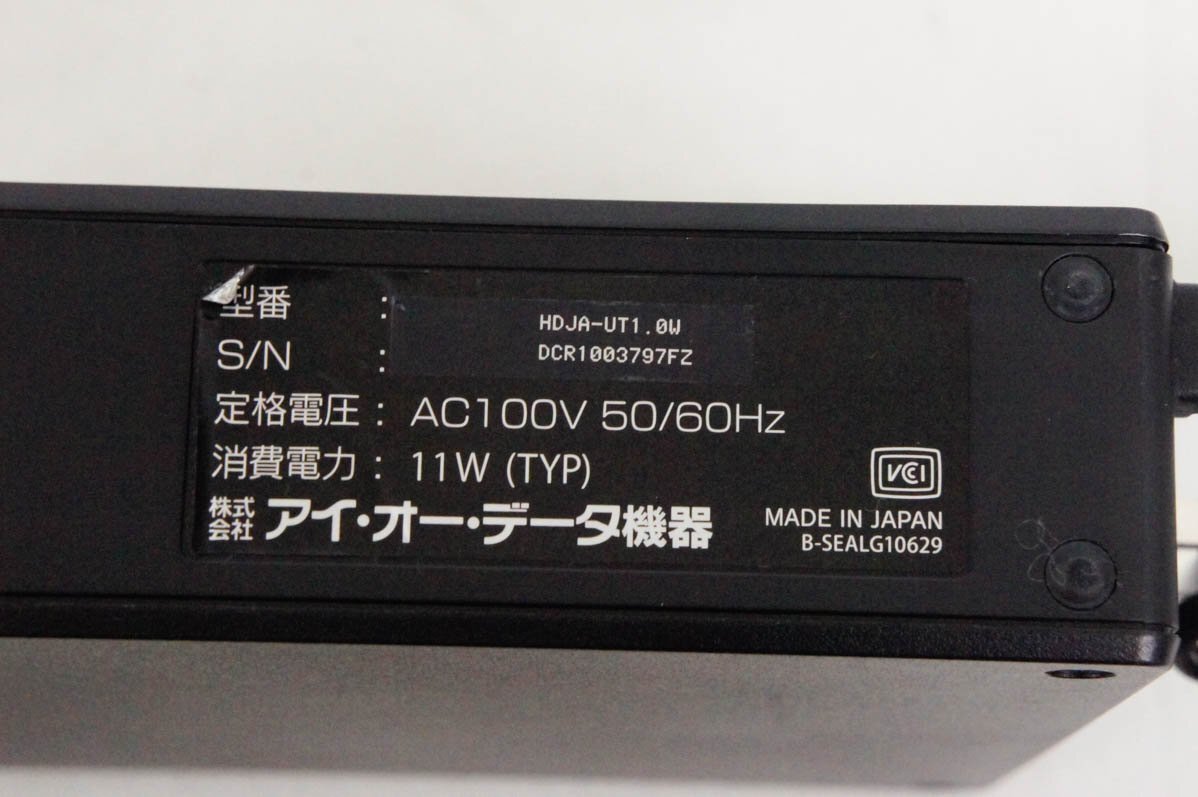 型番 : HDJA-UT1.0W
S/N : DCR1003797FZ
定格電圧 : AC100V 50/60Hz
消費電力 : 11W (TYP)
株式会社 アイ・オー・データ機器
VCI
MADE IN JAPAN
B-SEALG10629